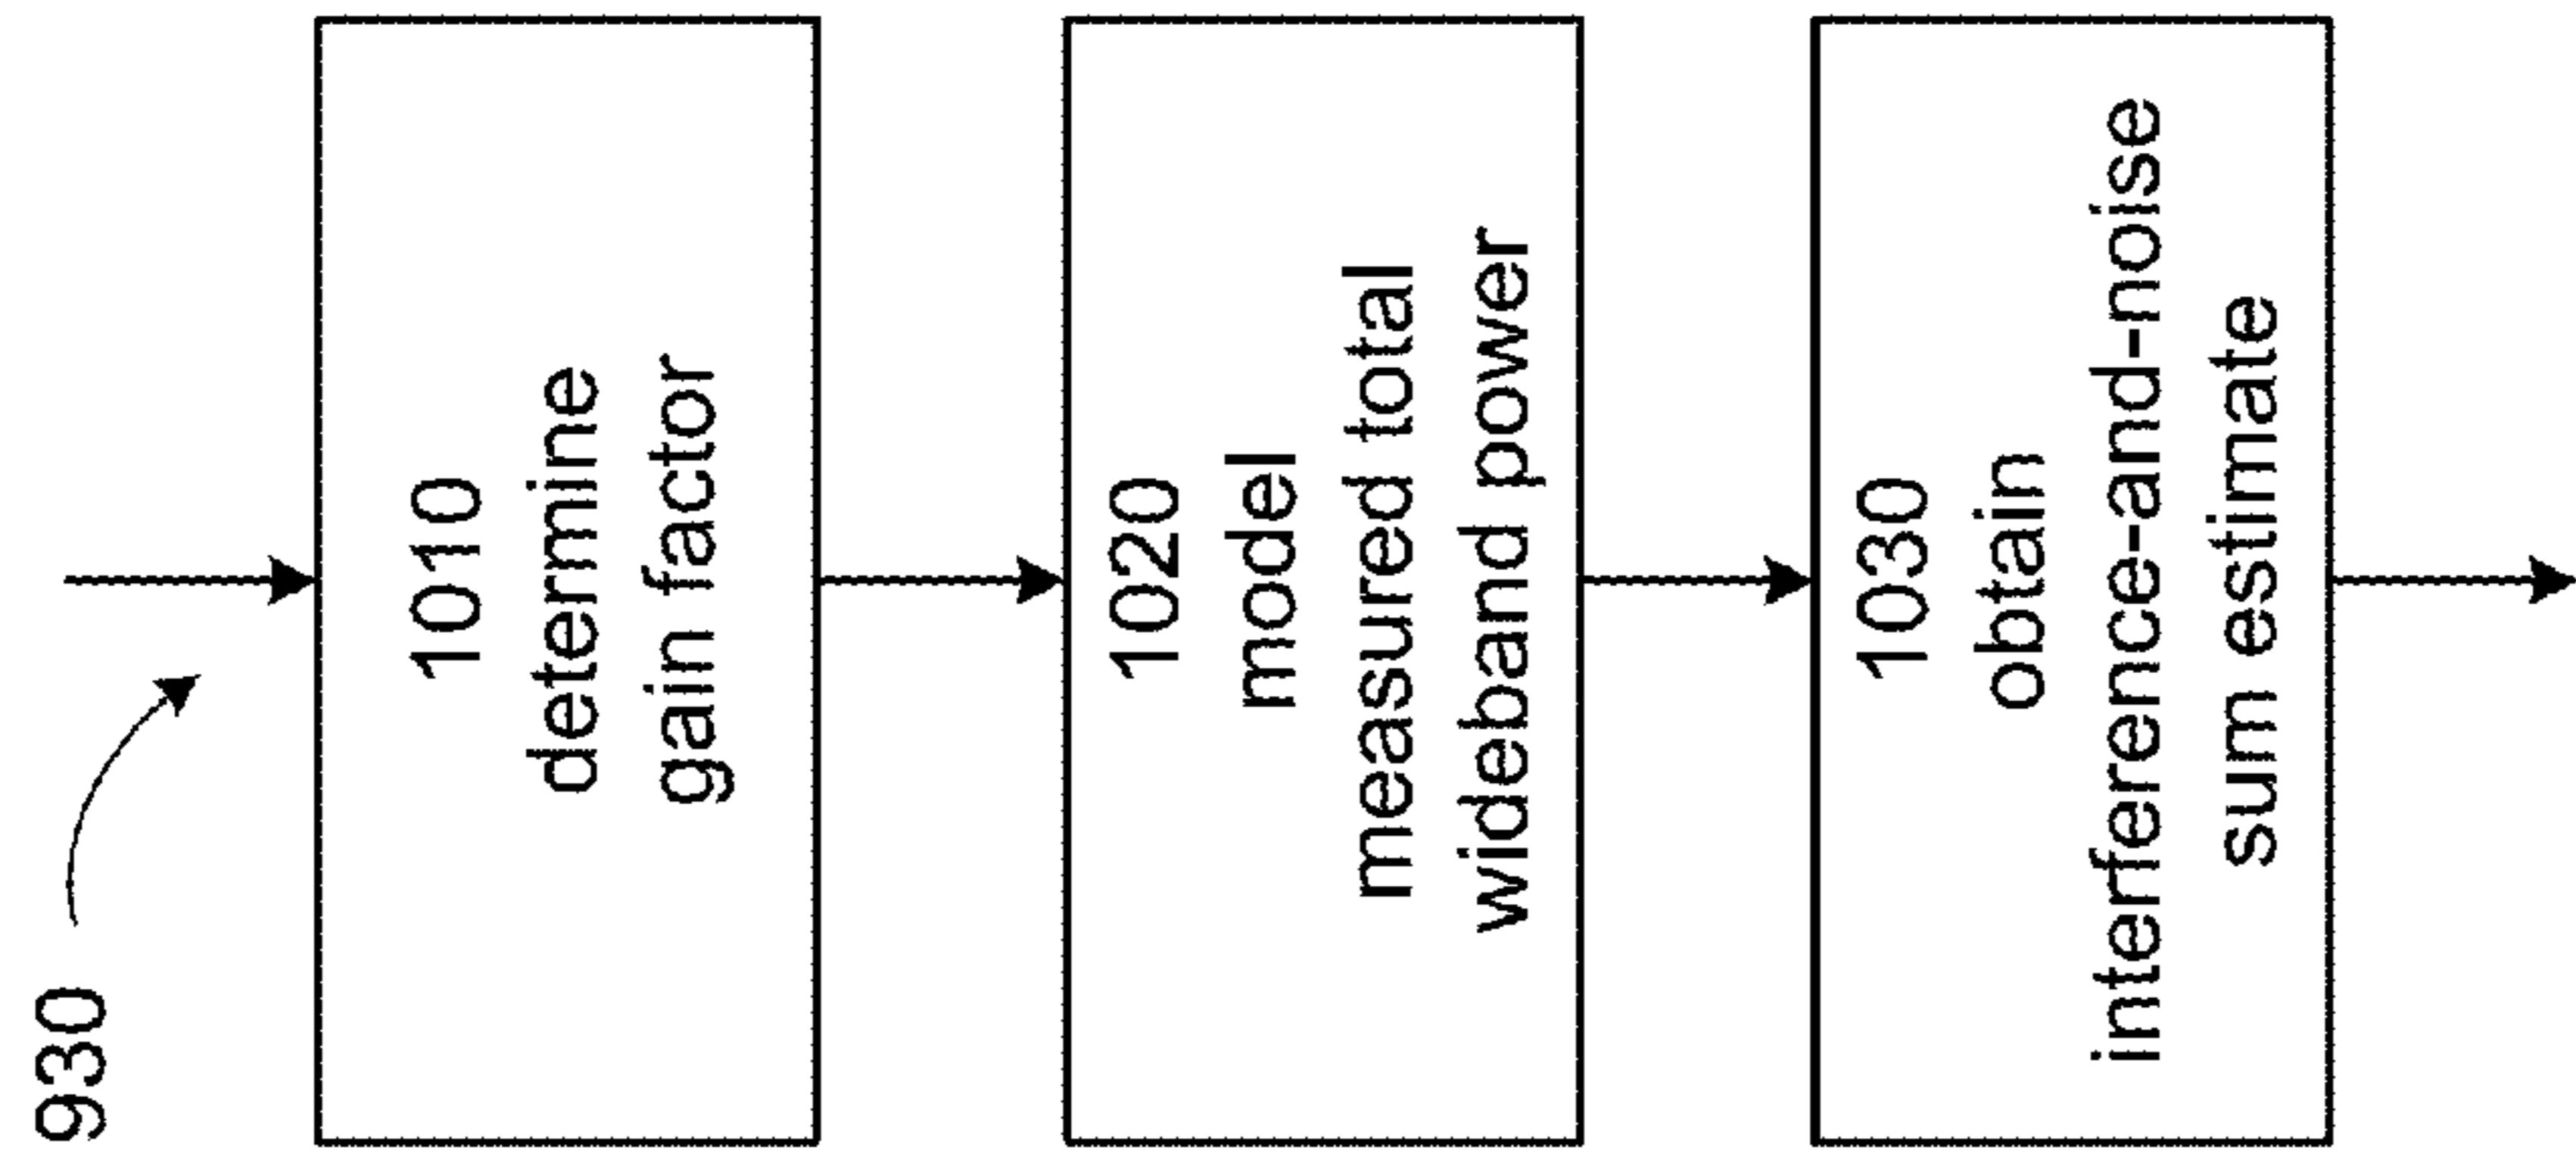 930
1010
determine
gain factor
1020
model
measured total
wideband power
1030
obtain
interference-and-noise
sum estimate